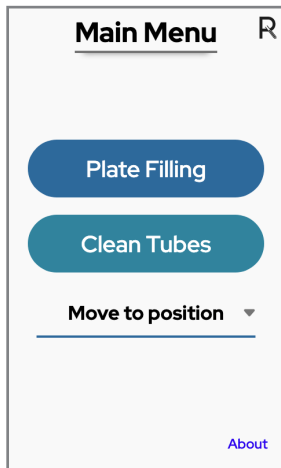 Main Menu
R
Plate Filling
Clean Tubes
Move to position
About